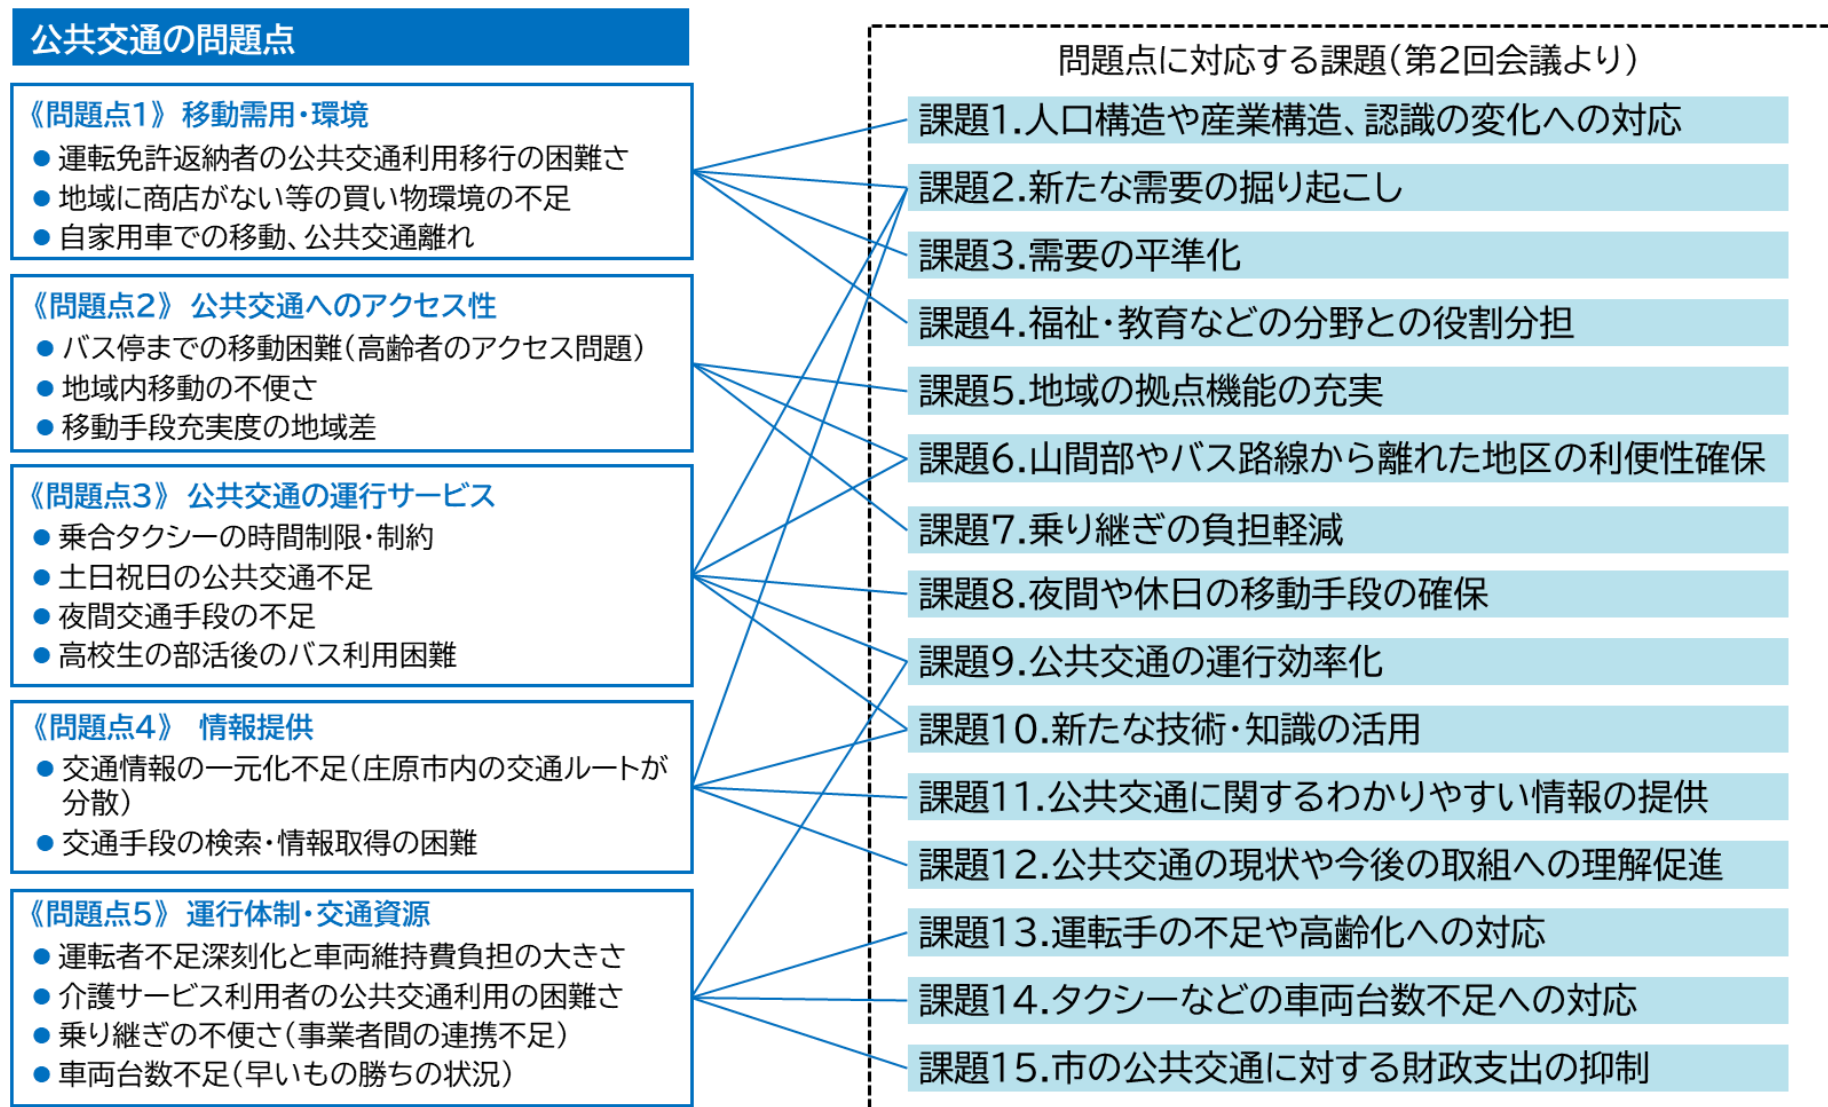 公共交通の問題点
《問題点1》 移動需用・環境
● 運転免許返納者の公共交通利用移行の困難さ
● 地域に商店がない等の買い物環境の不足
● 自家用車での移動、公共交通離れ
《問題点2》 公共交通へのアクセス性
● バス停までの移動困難(高齢者のアクセス問題)
● 地域内移動の不便さ
● 移動手段充実度の地域差
《問題点3》 公共交通の運行サービス
● 乗合タクシーの時間制限・制約
● 土日祝日の公共交通不足
● 夜間交通手段の不足
● 高校生の部活後のバス利用困難
《問題点4》 情報提供
● 交通情報の一元化不足(庄原市内の交通ルートが
分散)
● 交通手段の検索・情報取得の困難
《問題点5》 運行体制・交通資源
● 運転者不足深刻化と車両維持費負担の大きさ
● 介護サービス利用者の公共交通利用の困難さ
● 乗り継ぎの不便さ(事業者間の連携不足)
● 車両台数不足(早いもの勝ちの状況)
問題点に対応する課題(第2回会議より)
課題1.人口構造や産業構造、認識の変化への対応
課題2.新たな需要の掘り起こし
課題3.需要の平準化
課題4.福祉・教育などの分野との役割分担
課題5.地域の拠点機能の充実
課題6.山間部やバス路線から離れた地区の利便性確保
課題7.乗り継ぎの負担軽減
課題8.夜間や休日の移動手段の確保
課題9.公共交通の運行効率化
課題10.新たな技術・知識の活用
課題11.公共交通に関するわかりやすい情報の提供
課題12.公共交通の現状や今後の取組への理解促進
課題13.運転手の不足や高齢化への対応
課題14.タクシーなどの車両台数不足への対応
課題15.市の公共交通に対する財政支出の抑制